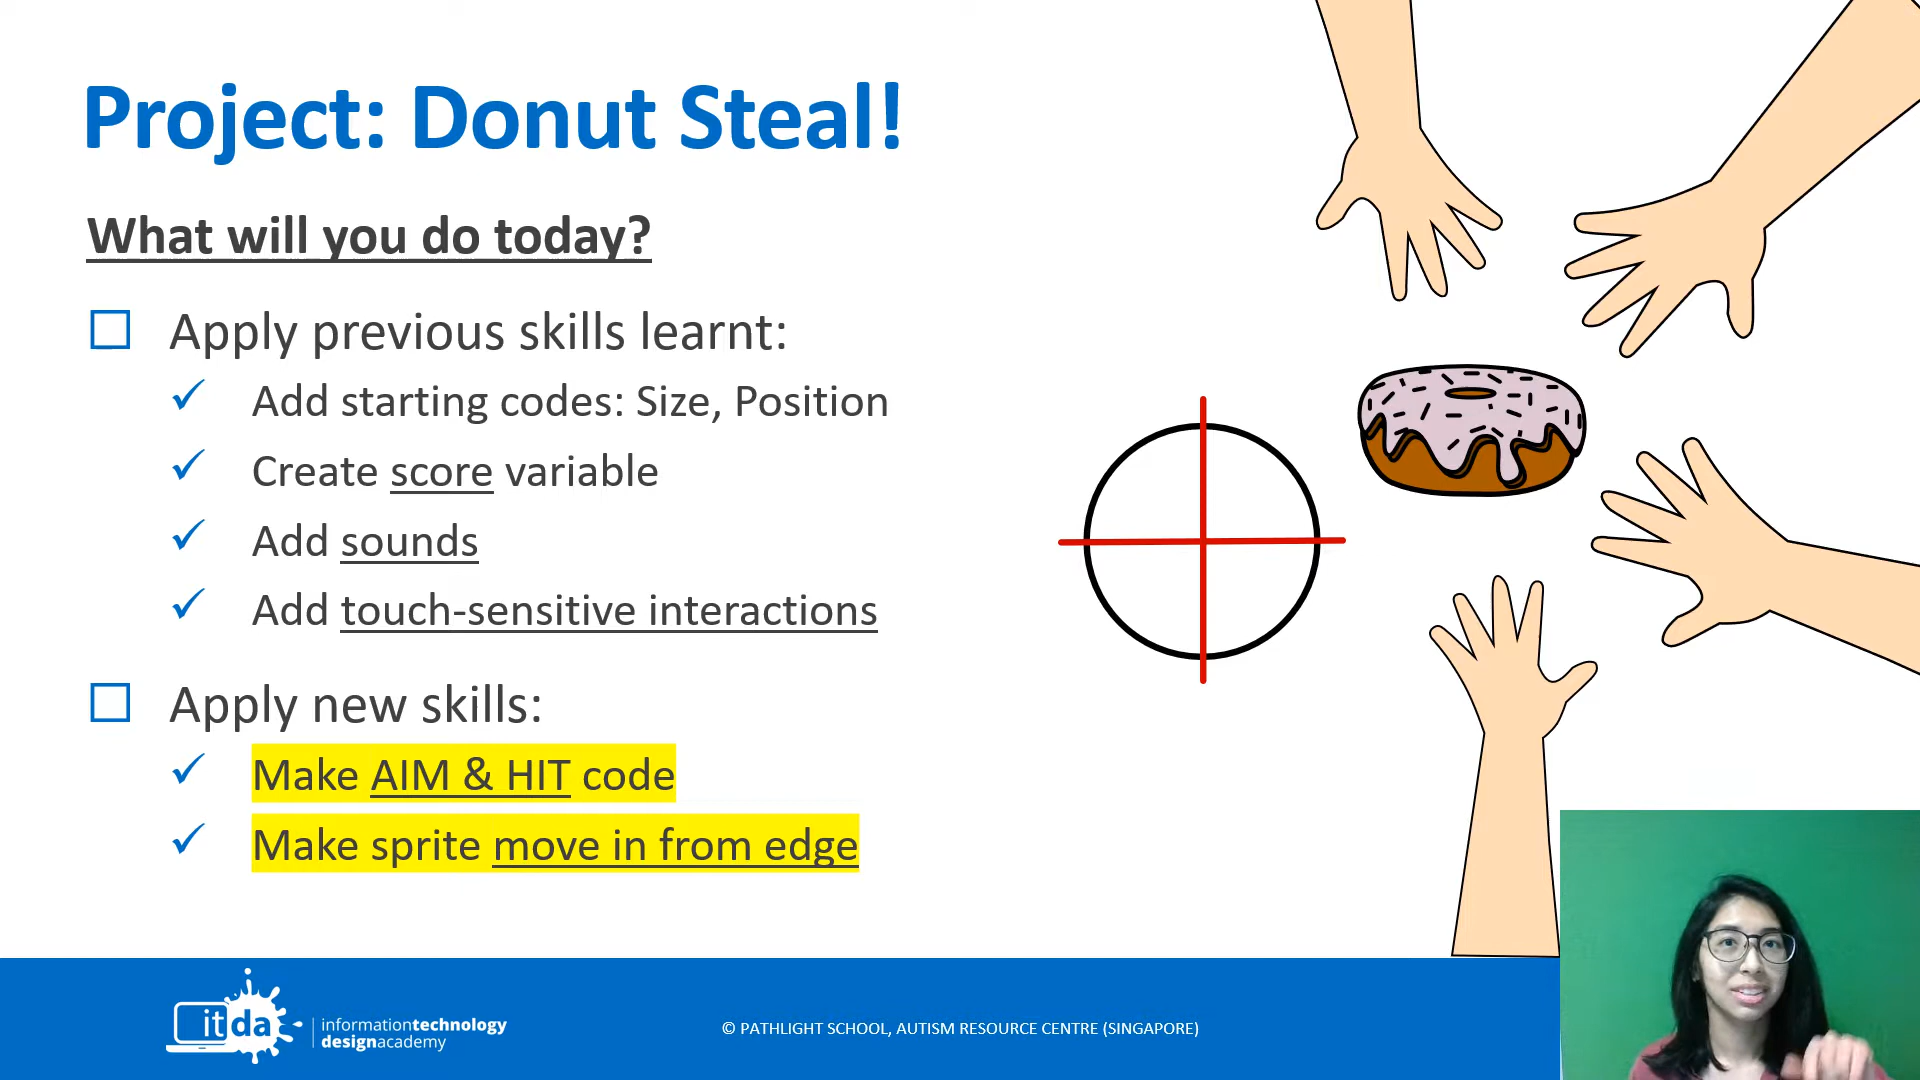 Project: Donut Steal!
What will you do today?
Apply previous skills learnt:
Add starting codes: Size, Position
Create score variable
Add sounds
Add touch-sensitive interactions
Apply new skills:
Make AIM & HIT code
Make sprite move in from edge
itda
informationtechnology
designacademy
© PATHLIGHT SCHOOL, AUTISM RESOURCE CENTRE (SINGAPORE)